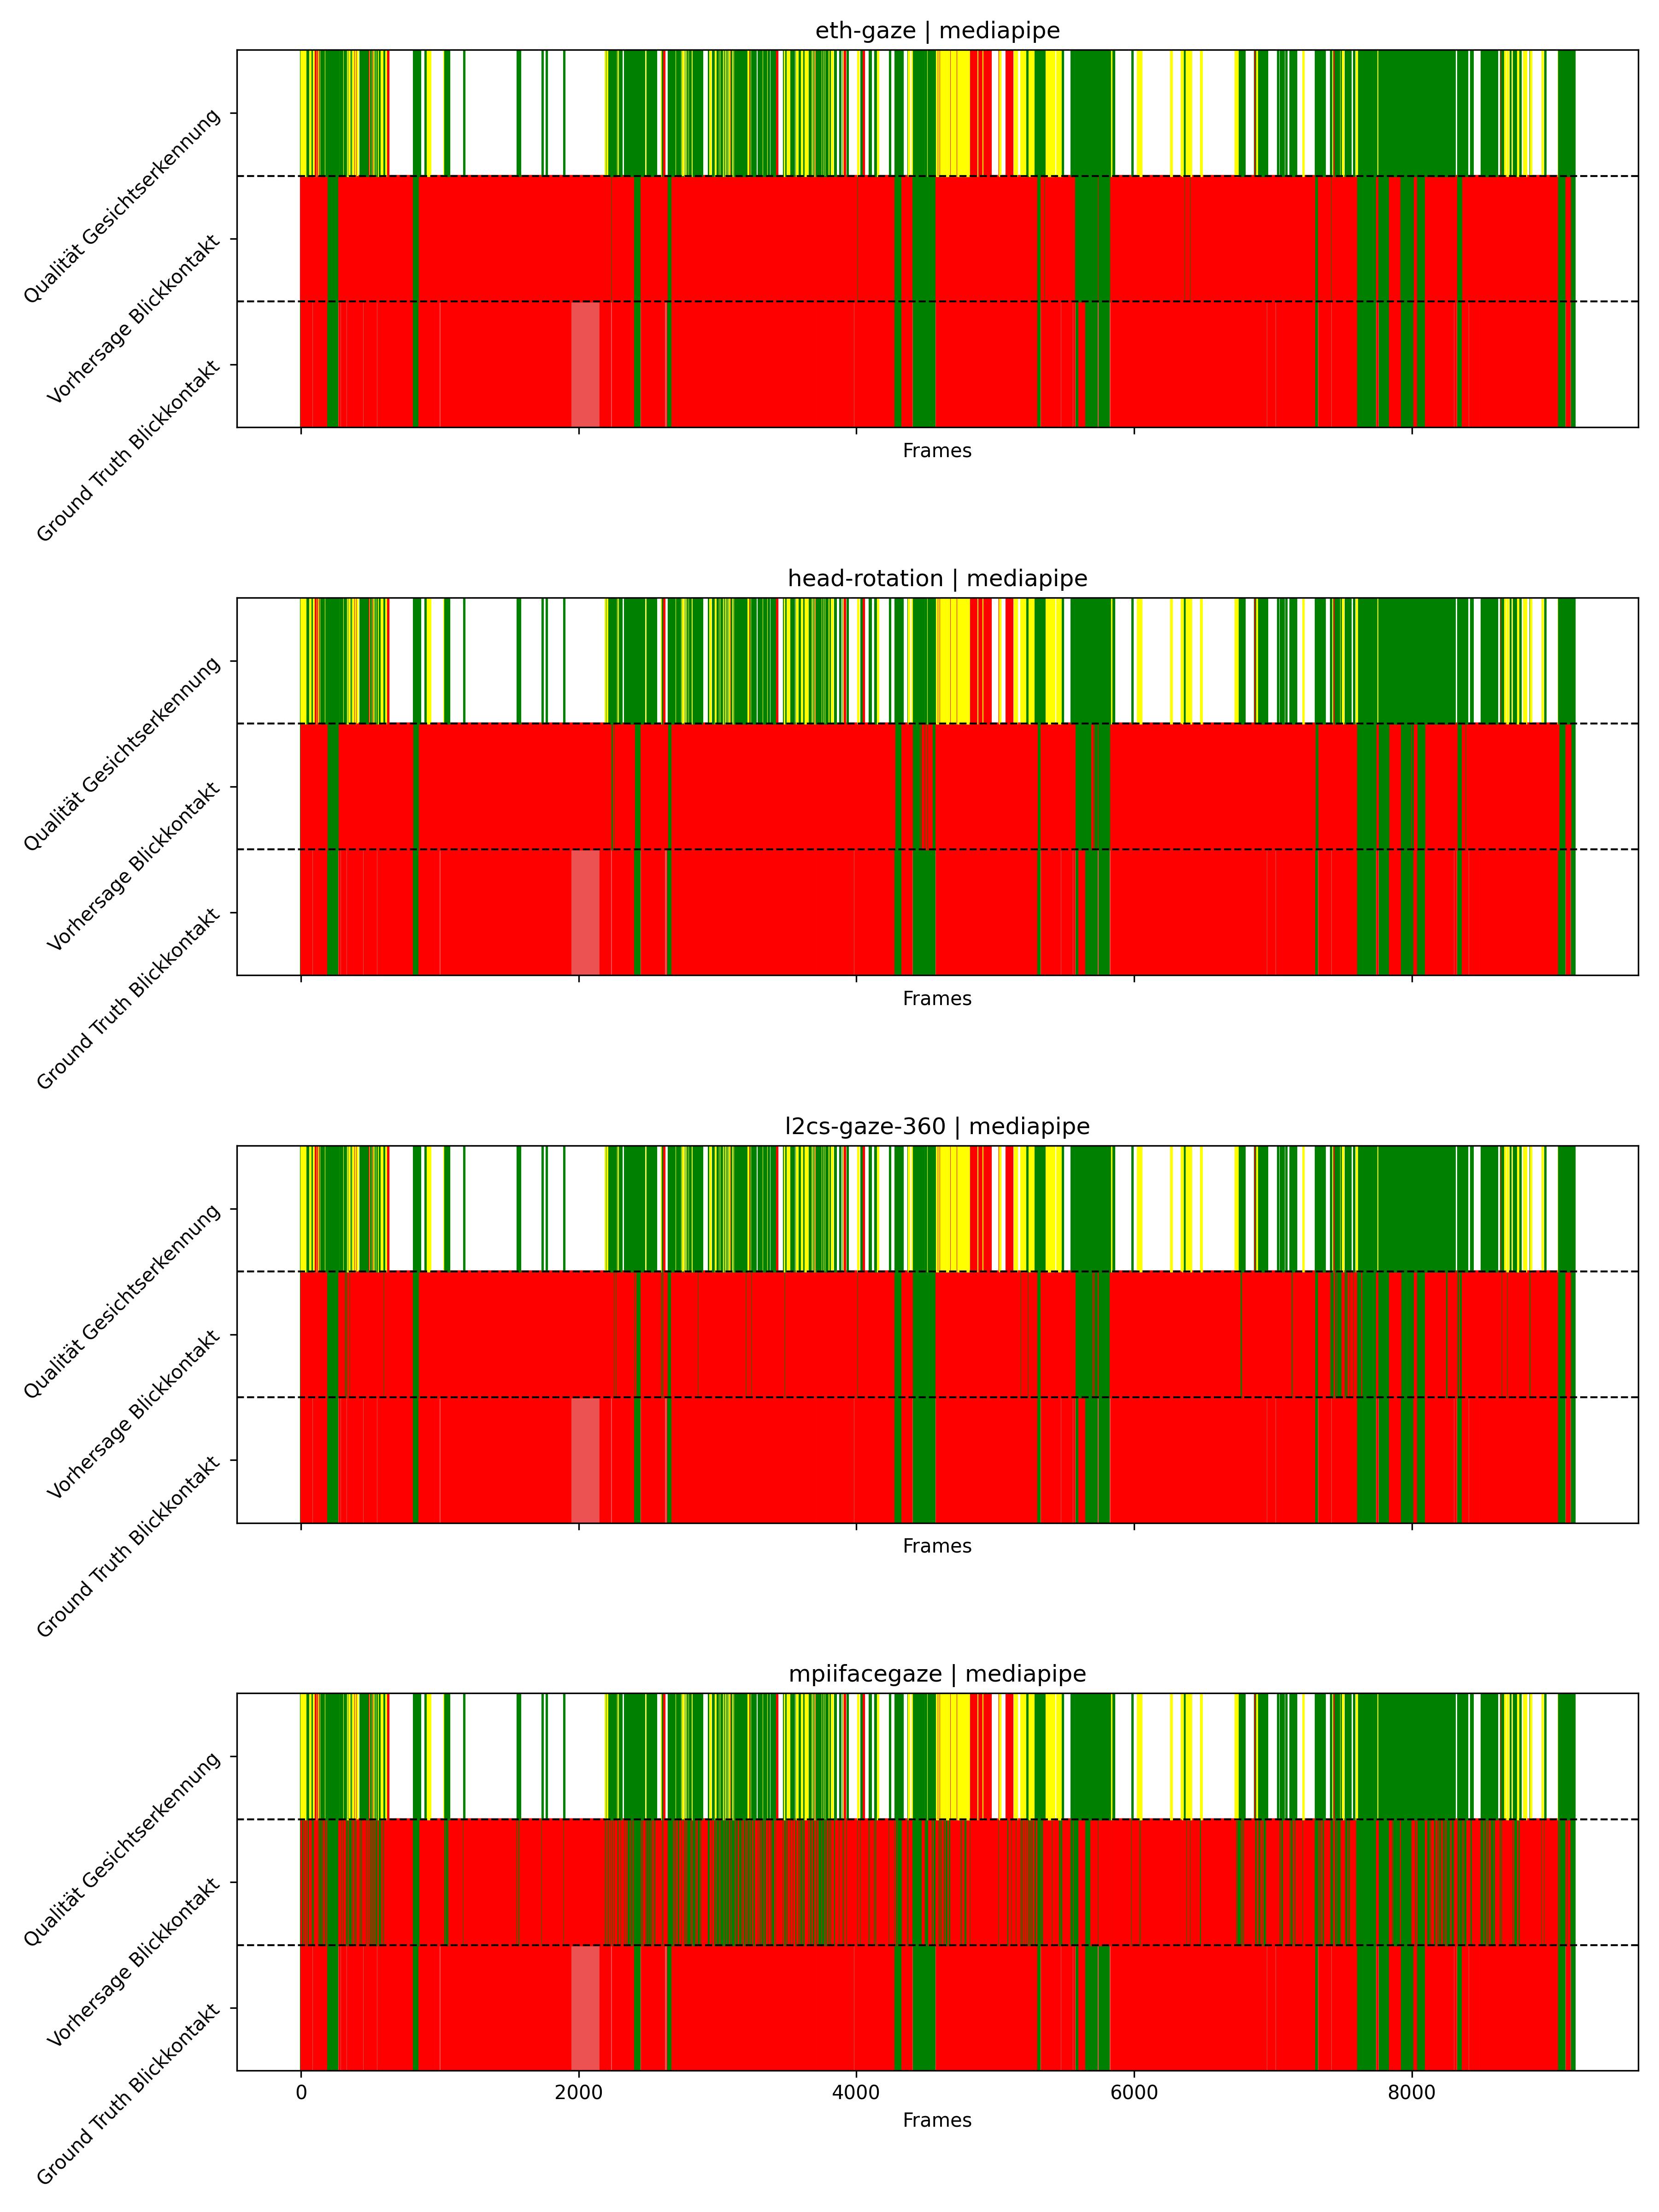 eth-gaze | mediapipe
Qualität Gesichtserkennung
Vorhersage Blickkontakt
Ground Truth Blickkontakt
Frames
head-rotation | mediapipe
Qualität Gesichtserkennung
Vorhersage Blickkontakt
Ground Truth Blickkontakt
Frames
l2cs-gaze-360 | mediapipe
Qualität Gesichtserkennung
Vorhersage Blickkontakt
Ground Truth Blickkontakt
Frames
mpiifacegaze | mediapipe
Qualität Gesichtserkennung
Vorhersage Blickkontakt
Ground Truth Blickkontakt
0 2000 4000 6000 8000
Frames